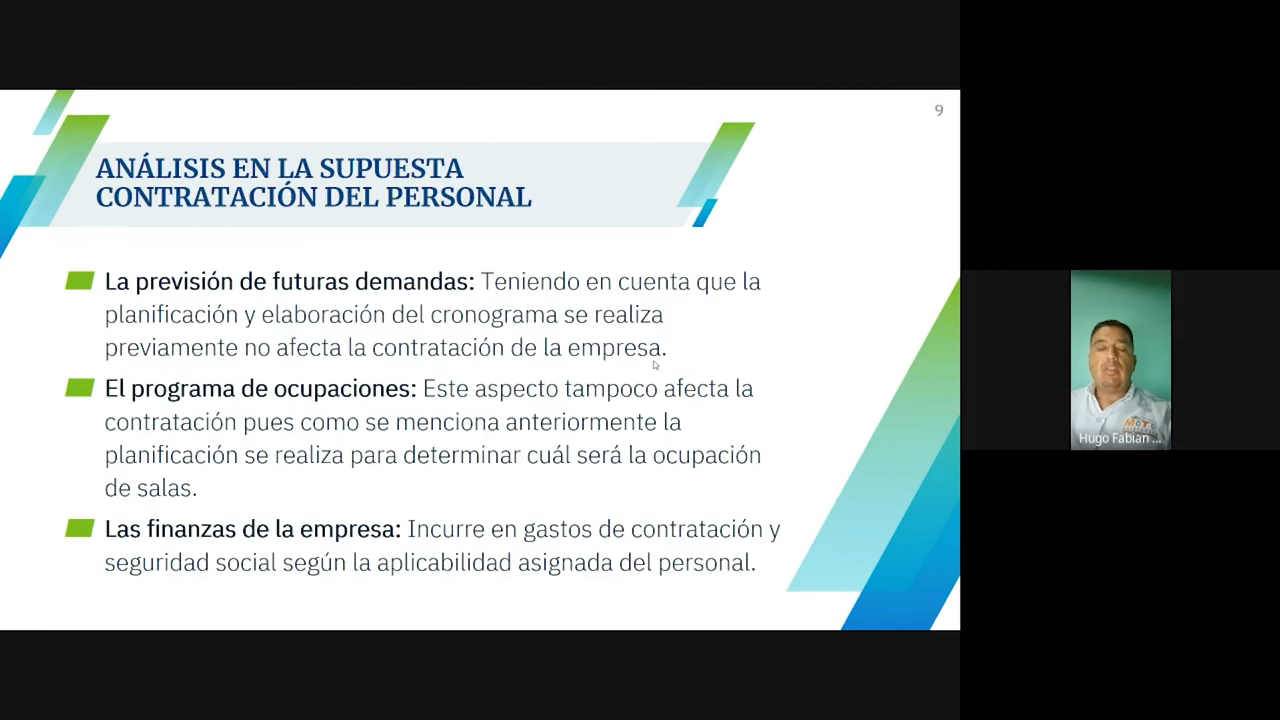 9
ANÁLISIS EN LA SUPUESTA
CONTRATACIÓN DEL PERSONAL
La previsión de futuras demandas: Teniendo en cuenta que la
planificación y elaboración del cronograma se realiza
previamente no afecta la contratación de la empresa.
El programa de ocupaciones: Este aspecto tampoco afecta la
contratación pues como se menciona anteriormente la
planificación se realiza para determinar cuál será la ocupación
de salas.
Las finanzas de la empresa: Incurre en gastos de contratación y
seguridad social según la aplicabilidad asignada del personal.
Hugo Fabian ...